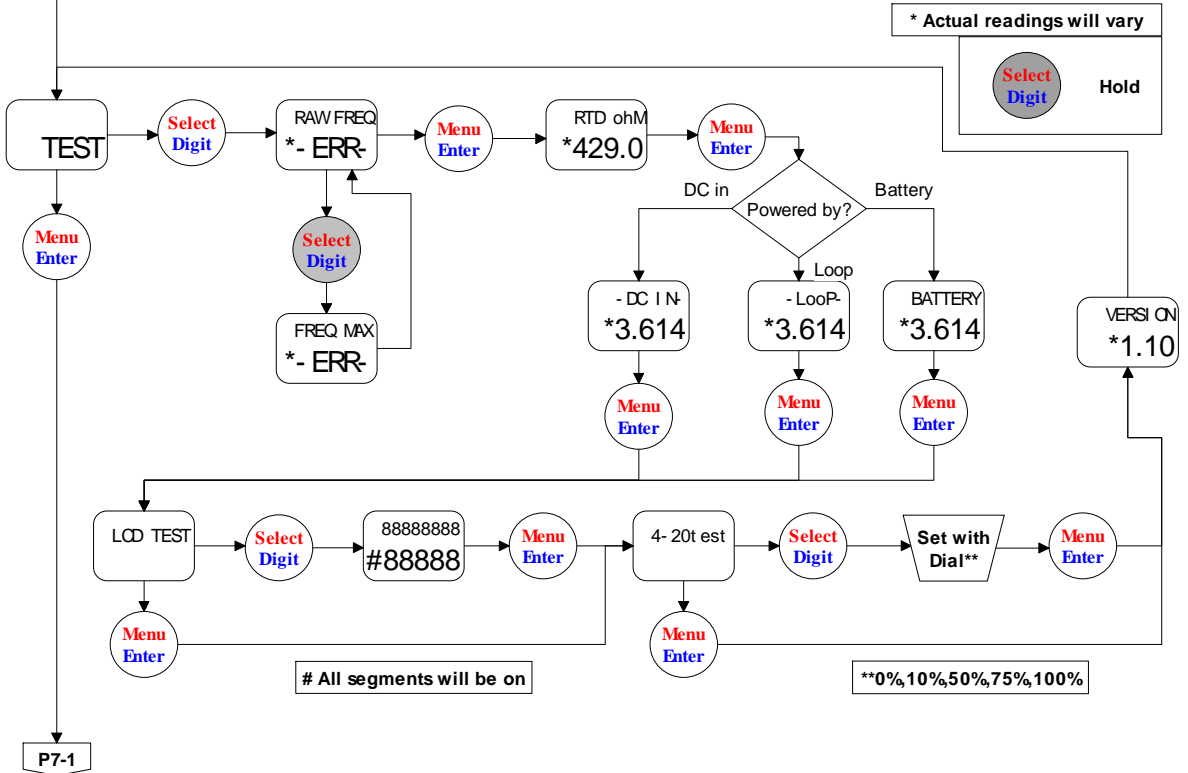 * Actual readings will vary
Select
Digit
Hold
TEST
Select
Digit
RAW FREQ
*- ERR-
Menu
Enter
RTD ohM
*429.0
Menu
Enter
DC in
Powered by?
Battery
Loop
Menu
Enter
Select
Digit
FREQ MAX
*- ERR-
- DC I N-
*3.614
- LooP-
*3.614
BATTERY
*3.614
VERSI ON
*1.10
Menu
Enter
Menu
Enter
Menu
Enter
LCD TEST
Select
Digit
88888888
#88888
Menu
Enter
4- 20t est
Select
Digit
Set with
Dial**
Menu
Enter
Menu
Enter
Menu
Enter
# All segments will be on
**0%,10%,50%,75%,100%
P7-1